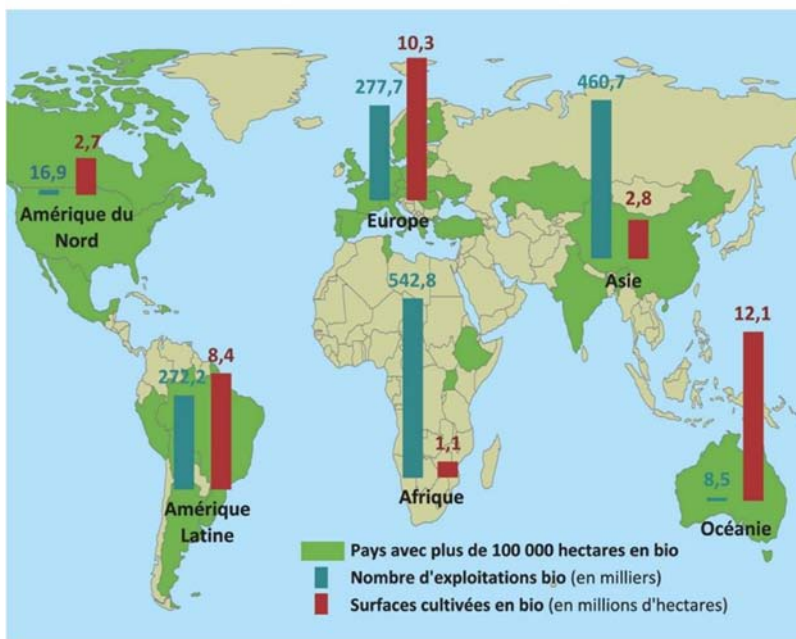 10,3
277,7
460,7
2,7
16,9
Amérique du
Nord
Europe
2,8
Asie
542,8
12,1
8,4
272,2
1,1
8,5
Afrique
Océanie
Amérique
Latine
Pays avec plus de 100 000 hectares en bio
Nombre d'exploitations bio (en milliers)
Surfaces cultivées en bio (en millions d'hectares)